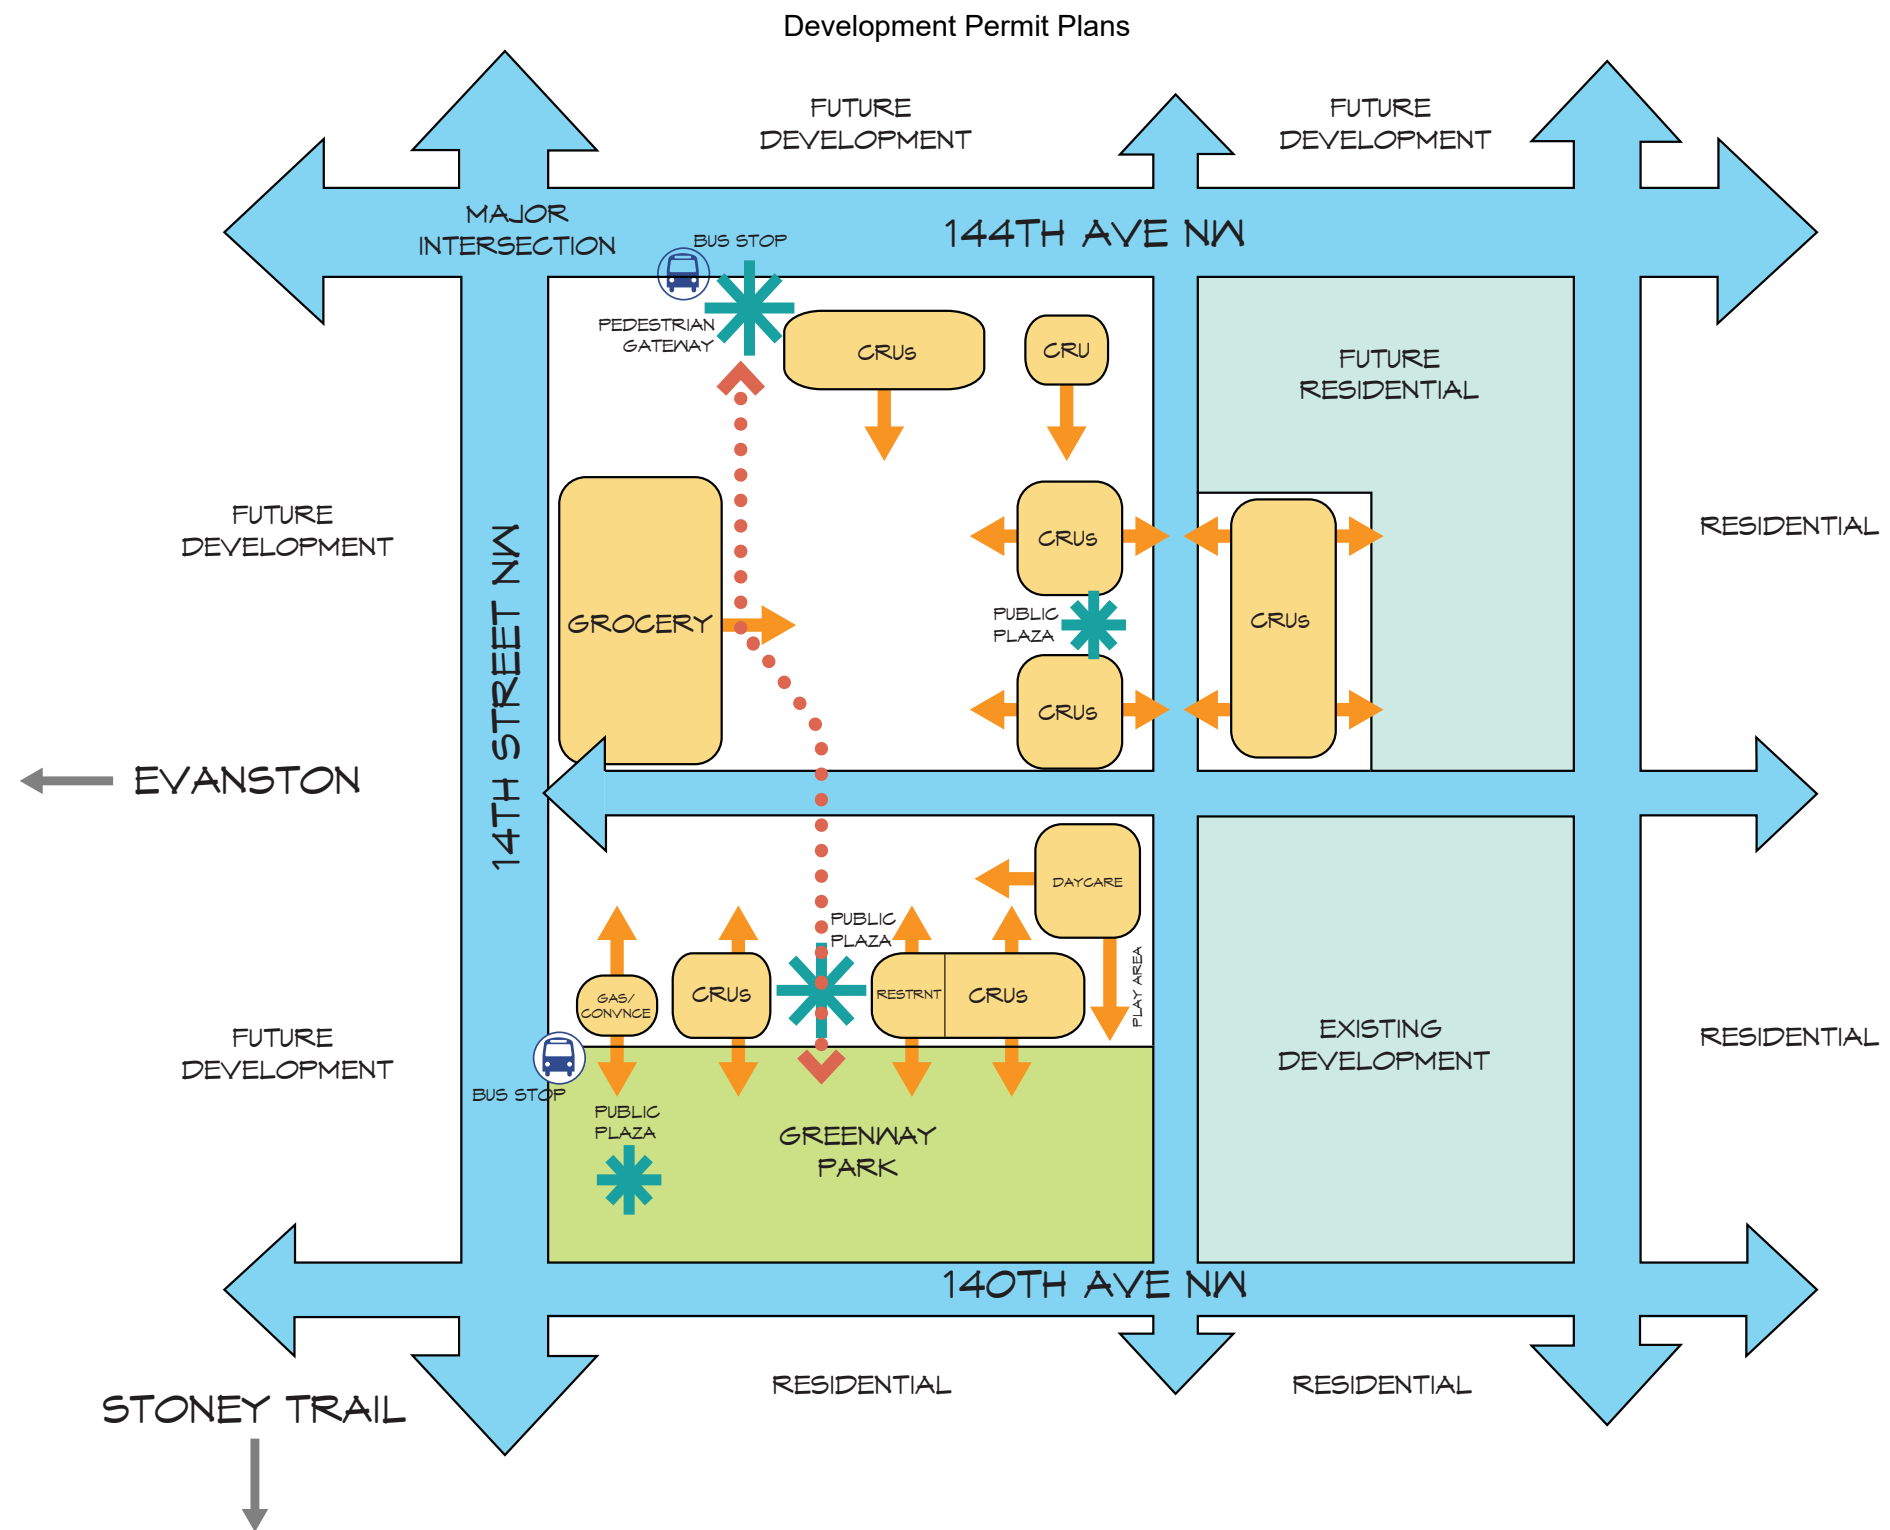 Development Permit Plans
FUTURE
DEVELOPMENT
FUTURE
DEVELOPMENT
MAJOR
INTERSECTION
144TH AVE NW
BUS STOP
PEDESTRIAN
GATEWAY
CRUs
CRU
FUTURE
RESIDENTIAL
FUTURE
DEVELOPMENT
14TH STREET NW
GROCERY
CRUs
PUBLIC
PLAZA
CRUs
CRUs
RESIDENTIAL
EVANSTON
DAYCARE
PUBLIC
PLAZA
PLAY AREA
GAS/
CONVNCE
CRUs
RESTRNT
CRUs
FUTURE
DEVELOPMENT
BUS STOP
PUBLIC
PLAZA
GREENWAY
PARK
EXISTING
DEVELOPMENT
RESIDENTIAL
140TH AVE NW
RESIDENTIAL
RESIDENTIAL
STONEY TRAIL